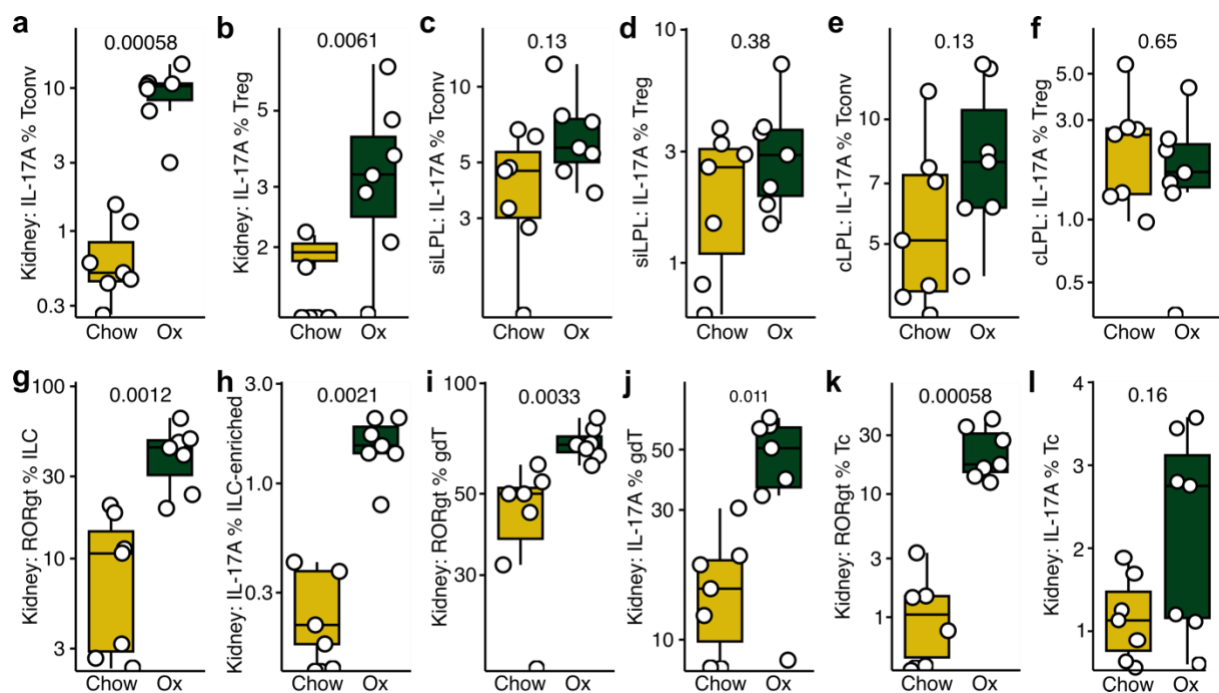 a
0.00058
Kidney: IL-17A % Tconv
10
3
1
0.3
Chow Ox
b
0.0061
Kidney: IL-17A % Treg
5
3
2
Chow Ox
c
0.13
siLPL: IL-17A % Tconv
10
5
3
Chow Ox
d
0.38
siLPL: IL-17A % Treg
10
3
1
Chow Ox
e
0.13
cLPL: IL-17A % Tconv
10
7
5
Chow Ox
f
0.65
cLPL: IL-17A % Treg
5.0
3.0
1.0
0.5
Chow Ox
g
0.0012
Kidney: RORgt % ILC
100
30
10
3
Chow Ox
h
0.0021
Kidney: IL-17A % ILC-enriched
3.0
1.0
0.3
Chow Ox
i
0.0033
Kidney: RORgt % gdT
100
50
30
Chow Ox
j
0.011
Kidney: IL-17A % gdT
50
30
10
Chow Ox
k
0.00058
Kidney: RORgt % Tc
30
10
3
1
Chow Ox
l
0.16
Kidney: IL-17A % Tc
4
3
2
1
Chow Ox